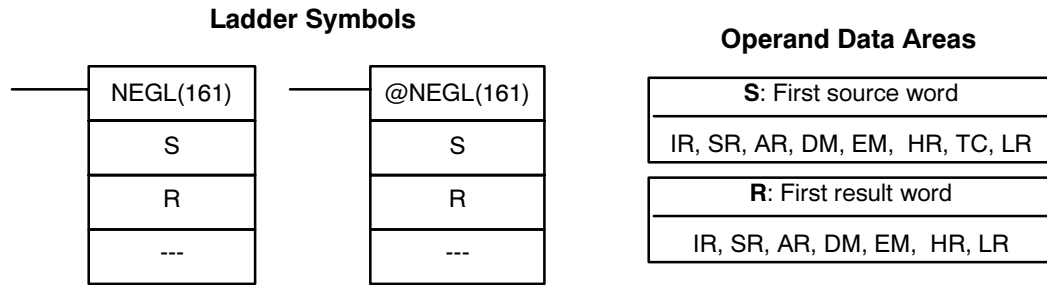 Ladder Symbols
NEGL(161)
S
R
---
@NEGL(161)
S
R
---
Operand Data Areas
S: First source word
IR, SR, AR, DM, EM, HR, TC, LR
R: First result word
IR, SR, AR, DM, EM, HR, LR